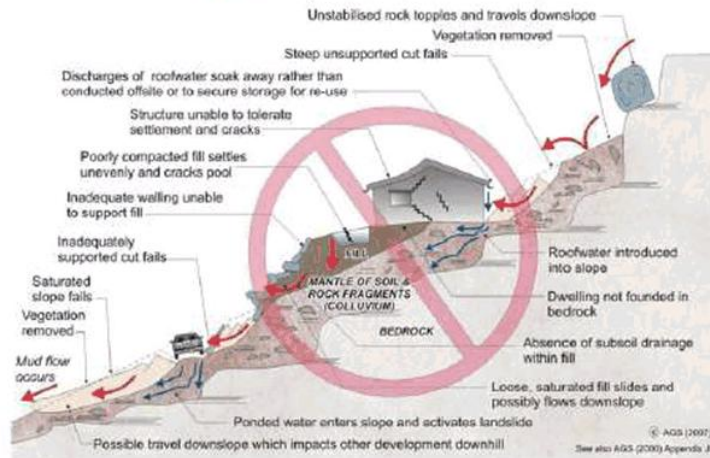 Unstabilised rock topples and travels downslope
Vegetation removed
Steep unsupported cut fails
Discharges of roofwater soak away rather than
conducted offsite or to secure storage for re-use
Structure unable to tolerate
settlement and cracks
Poorly compacted fill settles
unevenly and cracks pool
Inadequate walling unable
to support fill
Inadequately
supported cut fails
Saturated
slope fails
Vegetation
removed
Mud flow
occurs
FILL
MANTLE OF SOIL &
ROCK FRAGMENTS
(COLLUVIUM)
BEDROCK
Roofwater introduced
into slope
Dwelling not founded in
bedrock
Absence of subsoil drainage
within fill
Loose, saturated fill slides and
possibly flows downslope
Ponded water enters slope and activates landslide
Possible travel downslope which impacts other development downhill
© AGS (2007)
See also AGS (2000) Appendix J